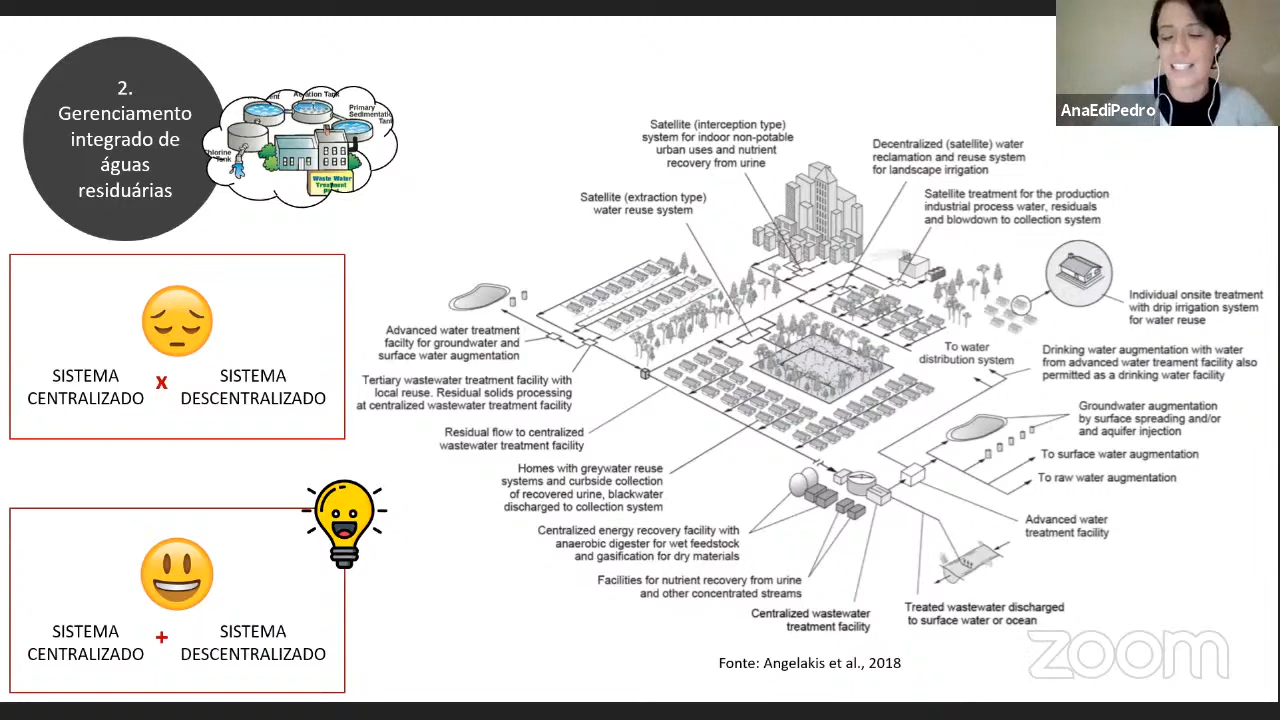 2.
Gerenciamento
integrado de
águas
residuárias
Aeration Tank
Primary
Sedimentatio
Tank
Chlorine
Tank
Waste Water
Treatment
AnaEdiPedro
SISTEMA
CENTRALIZADO
x
SISTEMA
DESCENTRALIZADO
SISTEMA
CENTRALIZADO
+
SISTEMA
DESCENTRALIZADO
Satellite (interception type)
system for indoor non-potable
urban uses and nutrient
recovery from urine
Decentralized (satellite) water
reclamation and reuse system
for landscape irrigation
Satellite (extraction type)
water reuse system
Satellite treatment for the production
industrial process water, residuals
and blowdown to collection system
Individual onsite treatment
with drip irrigation system
for water reuse
Advanced water treatment
facilty for groundwater and
surface water augmentation
To water
distribution system
Drinking water augmentation with water
from advanced water treament facility also
permitted as a drinking water facility
Tertiary wastewater treatment facility with
local reuse. Residual solids processing
at centralized wastewater treatment facility
Groundwater augmentation
by surface spreading and/or
and aquifer injection
Residual flow to centralized
wastewater treatment facility
To surface water augmentation
To raw water augmentation
Homes with greywater reuse
systems and curbside collection
of recovered urine, blackwater
discharged to collection system
Advanced water
treatment facility
Centralized energy recovery facility with
anaerobic digester for wet feedstock
and gasification for dry materials
Facilities for nutrient recovery from urine
and other concentrated streams
Centralized wastewater
treatment facility
Treated wastewater discharged
to surface water or ocean
Fonte: Angelakis et al., 2018
zoom